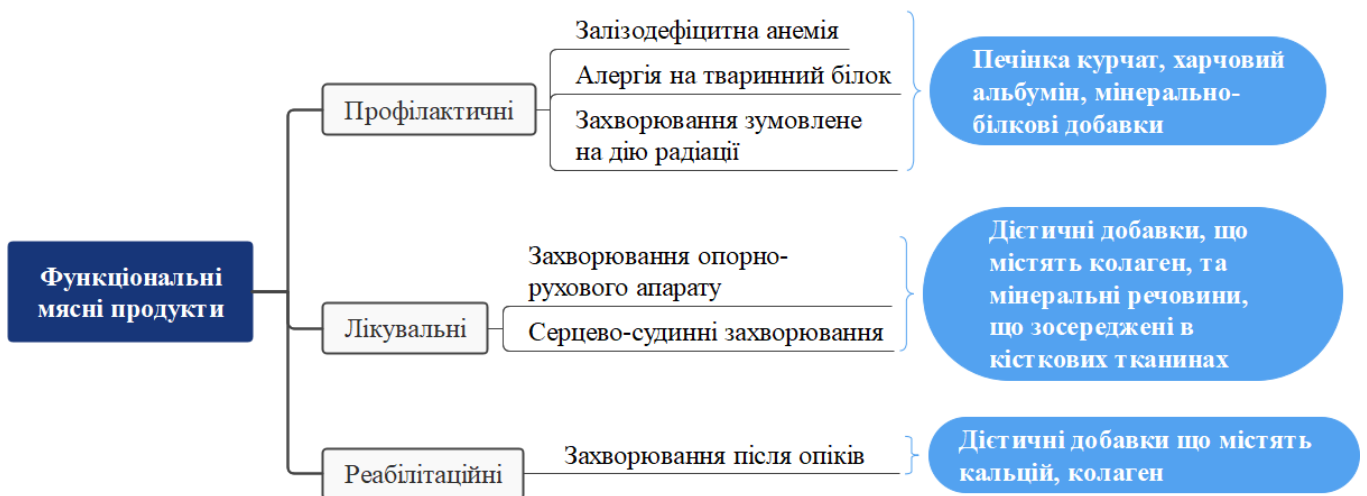 Функціональні
мясні продукти
Профілактичні
Залізодефіцитна анемія
Алергія на тваринний білок
Захворювання зумовлене
на дію радіації
Печінка курчат, харчовий
альбумін, мінерально-
білкові добавки
Лікувальні
Захворювання опорно-
рухового апарату
Серцево-судинні захворювання
Дієтичні добавки, що
містять колаген, та
мінеральні речовини,
що зосереджені в
кісткових тканинах
Реабілітаційні
Захворювання після опіків
Дієтичні добавки що містять
кальцій, колаген